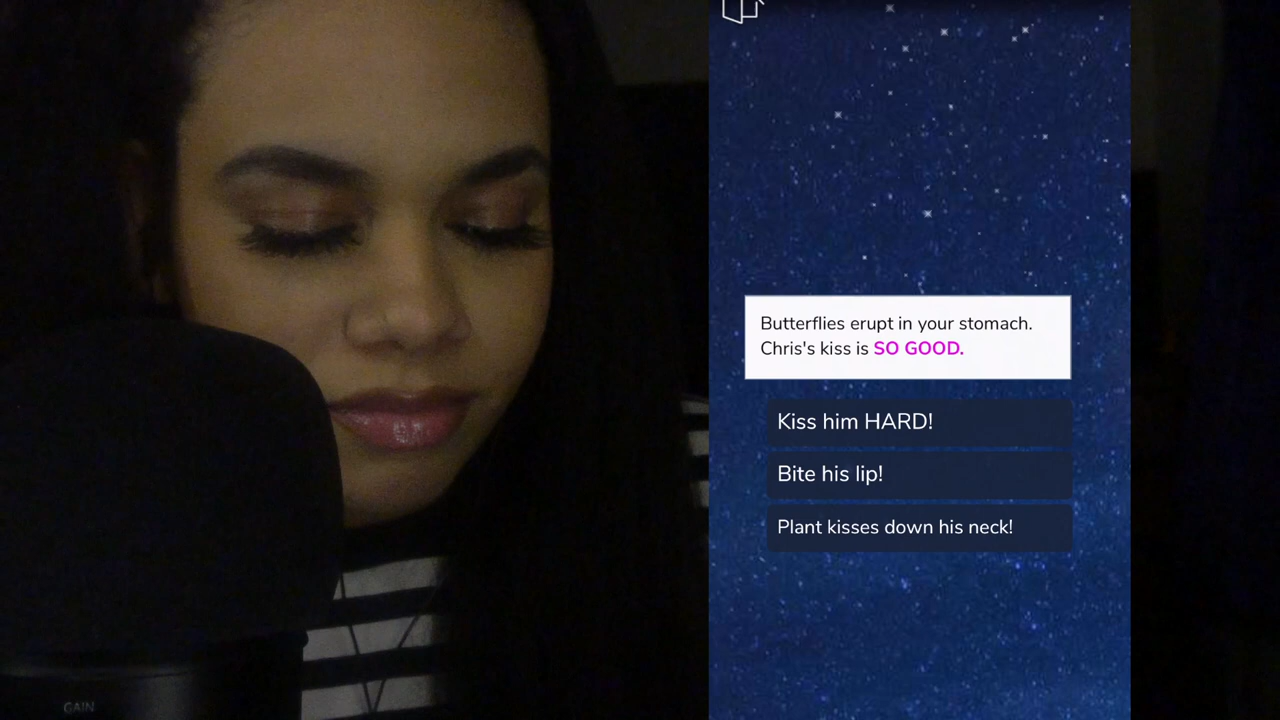 Butterflies erupt in your stomach.
Chris's kiss is SO GOOD.
Kiss him HARD!
Bite his lip!
Plant kisses down his neck!
GAIN